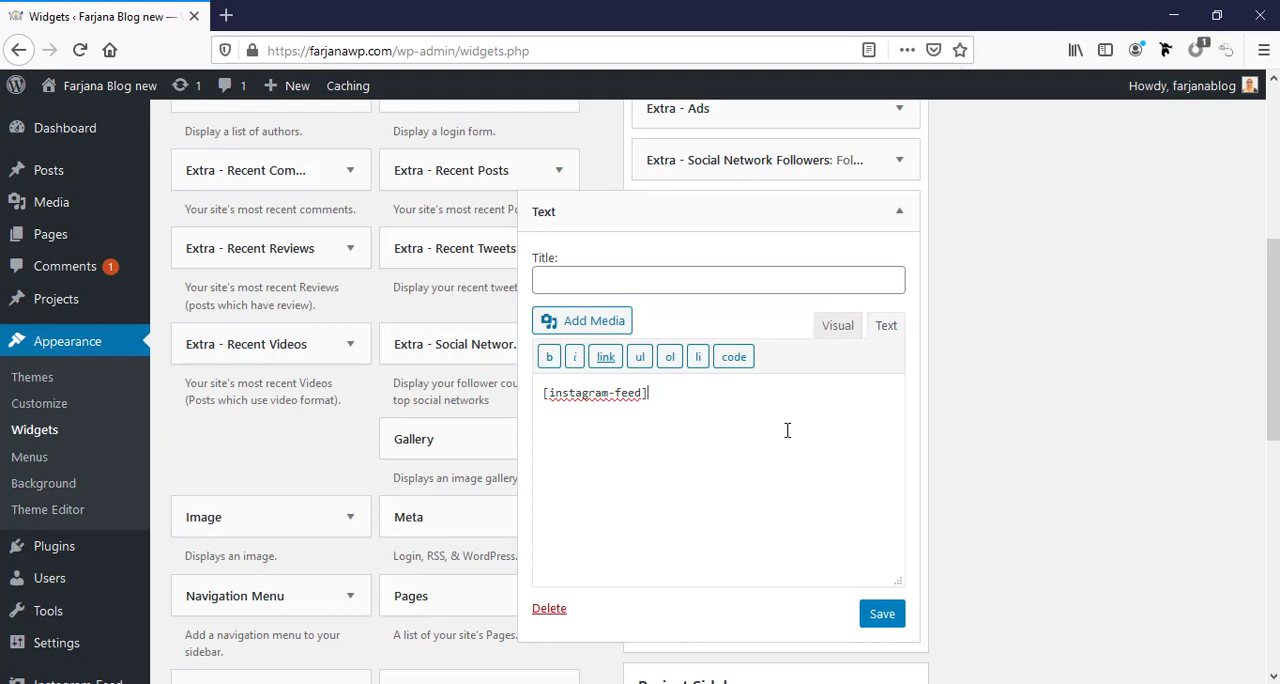 Widgets ‹ Farjana Blog new —
https://farjanawp.com/wp-admin/widgets.php
1
Farjana Blog new
1
1
New
Caching
Howdy, farjanablog
Dashboard
Posts
Media
Pages
Comments 1
Projects
Appearance
Themes
Customize
Widgets
Menus
Background
Theme Editor
Plugins
Users
Tools
Settings
Display a list of authors.
Extra - Recent Com...
Your site's most recent comments.
Extra - Recent Reviews
Your site's most recent Reviews
(posts which have review).
Extra - Recent Videos
Your site's most recent Videos
(Posts which use video format).
Image
Displays an image.
Navigation Menu
Add a navigation menu to your
sidebar.
Display a login form.
Extra - Recent Posts
Your site's most recent Po
Extra - Recent Tweets
Display your recent tweet
Extra - Social Networ.
Display your follower cou
top social networks
Gallery
Displays an image gallery
Meta
Login, RSS, & WordPress.
Pages
A list of your site's Pages.
Extra - Ads
Extra - Social Network Followers: Fol...
Text
Title:
Add Media
Visual
Text
b
i
link
ul
ol
li
code
[instagram-feed]
Delete
Save